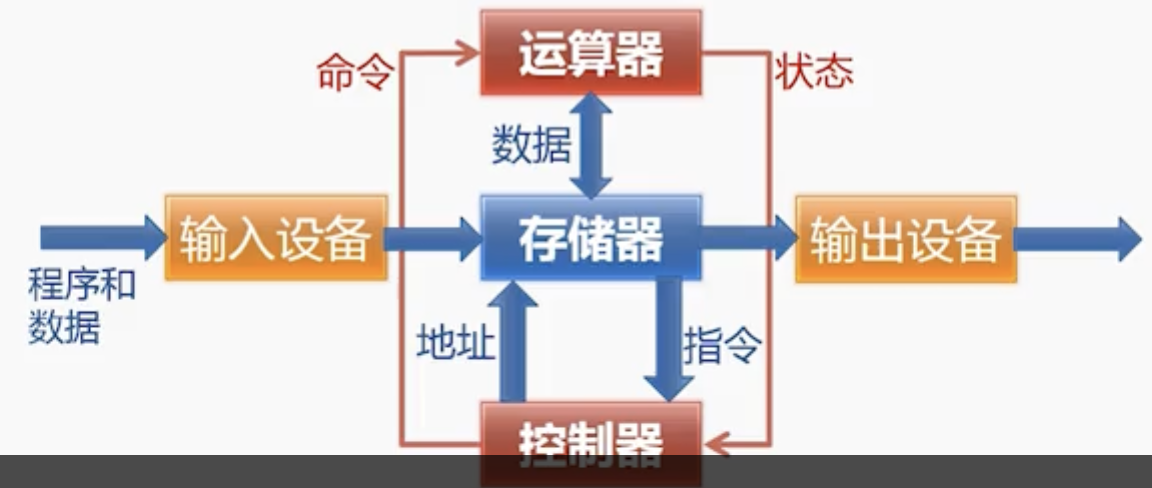 运算器
命令
状态
数据
输入设备
存储器
输出设备
程序和
数据
地址
指令
控制器